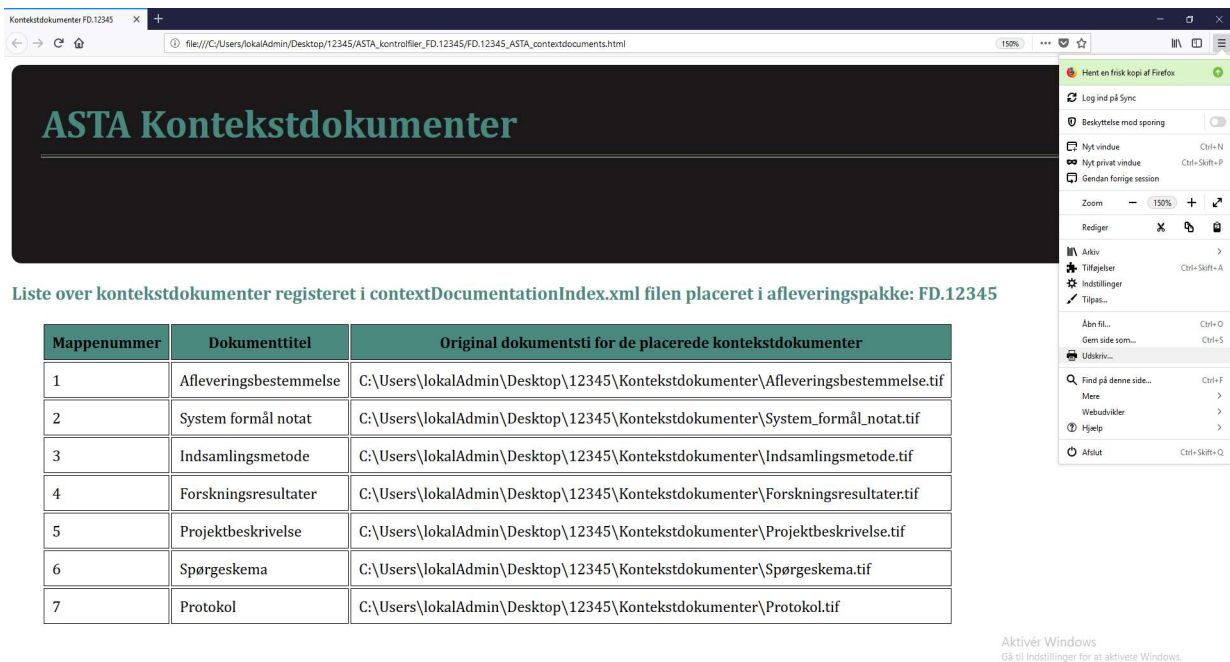 Kontekstdokumenter FD.12345
file:///C:/Users/lokalAdmin/Desktop/12345/ASTA_kontrolfiler_FD.12345/FD.12345_ASTA_contextdocuments.html 150%
ASTA Kontekstdokumenter
Liste over kontekstdokumenter registeret i contextDocumentationIndex.xml filen placeret i afleveringspakke: FD.12345
Mappenummer Dokumenttitel Original dokumentsti for de placerede kontekstdokumenter
1 Afleveringsbestemmelse C:\Users\lokalAdmin\Desktop\12345\Kontekstdokumenter\Afleveringsbestemmelse.tif
2 System formål notat C:\Users\lokalAdmin\Desktop\12345\Kontekstdokumenter\System_formål_notat.tif
3 Indsamlingsmetode C:\Users\lokalAdmin\Desktop\12345\Kontekstdokumenter\Indsamlingsmetode.tif
4 Forskningsresultater C:\Users\lokalAdmin\Desktop\12345\Kontekstdokumenter\Forskningsresultater.tif
5 Projektbeskrivelse C:\Users\lokalAdmin\Desktop\12345\Kontekstdokumenter\Projektbeskrivelse.tif
6 Spørgeskema C:\Users\lokalAdmin\Desktop\12345\Kontekstdokumenter\Spørgeskema.tif
7 Protokol C:\Users\lokalAdmin\Desktop\12345\Kontekstdokumenter\Protokol.tif
Hent en frisk kopi af Firefox
Log ind på Sync
Beskyttelse mod sporing
Nyt vindue Ctrl+N
Nyt privat vindue Ctrl+Skift+P
Gendan forrige session
Zoom 150%
Rediger
Arkiv
Tilføjelser Ctrl+Skift+A
Indstillinger
Tilpas...
Åbn fil... Ctrl+O
Gem side som... Ctrl+S
Udskriv...
Find på denne side... Ctrl+F
Mere
Webudvikler
Hjælp
Afslut Ctrl+Skift+Q
Aktivér Windows
Gå til Indstillinger for at aktivere Windows.